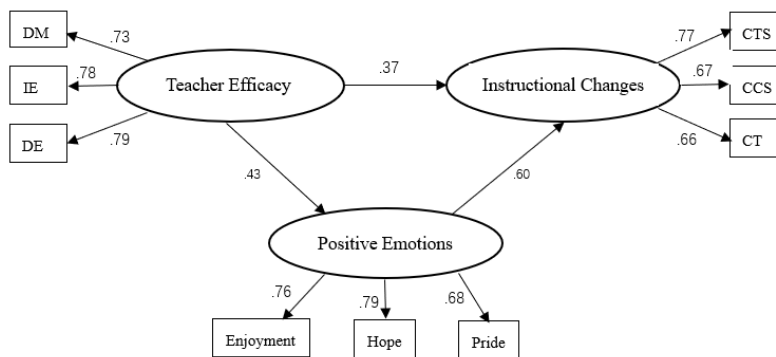 DM
.73
.77
CTS
IE
.78
Teacher Efficacy
.37
Instructional Changes
.67
CCS
DE
.79
.66
CT
.43
.60
Positive Emotions
.76
.79
.68
Enjoyment
Hope
Pride